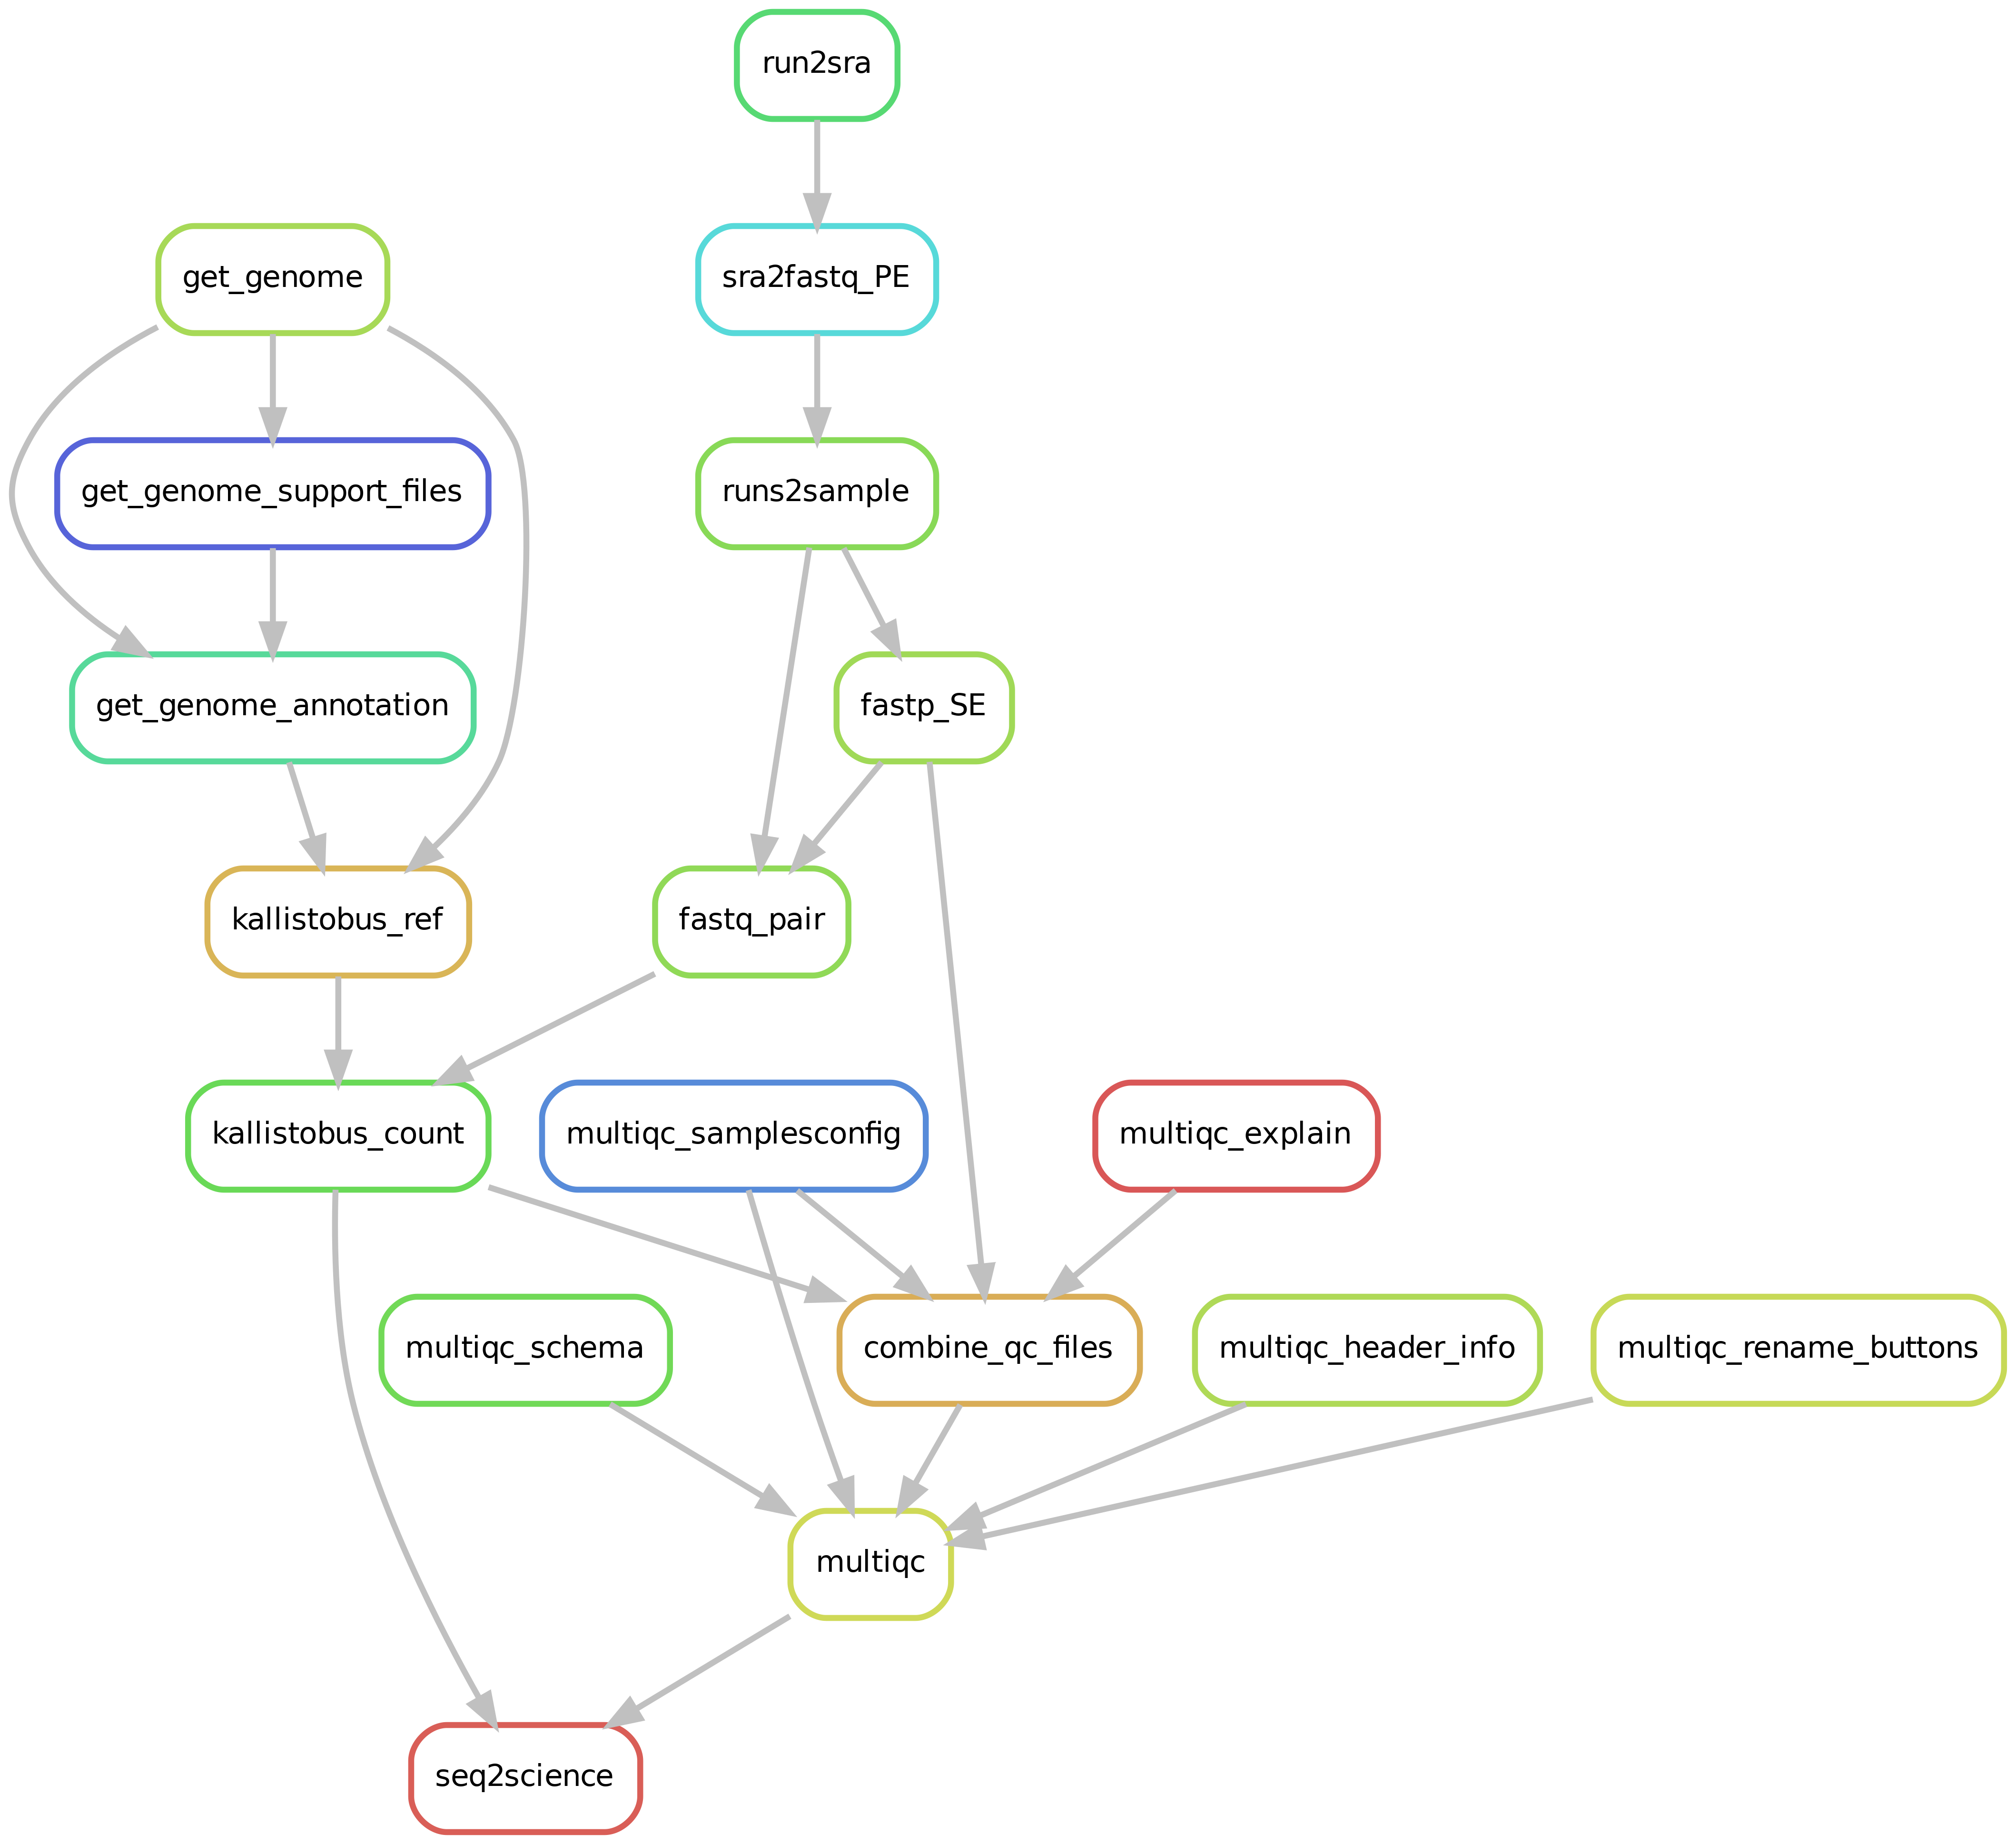 run2sra
get_genome
sra2fastq_PE
get_genome_support_files
runs2sample
get_genome_annotation
fastp_SE
kallistobus_ref
fastq_pair
kallistobus_count
multiqc_samplesconfig
multiqc_explain
multiqc_schema
combine_qc_files
multiqc_header_info
multiqc_rename_buttons
multiqc
seq2science